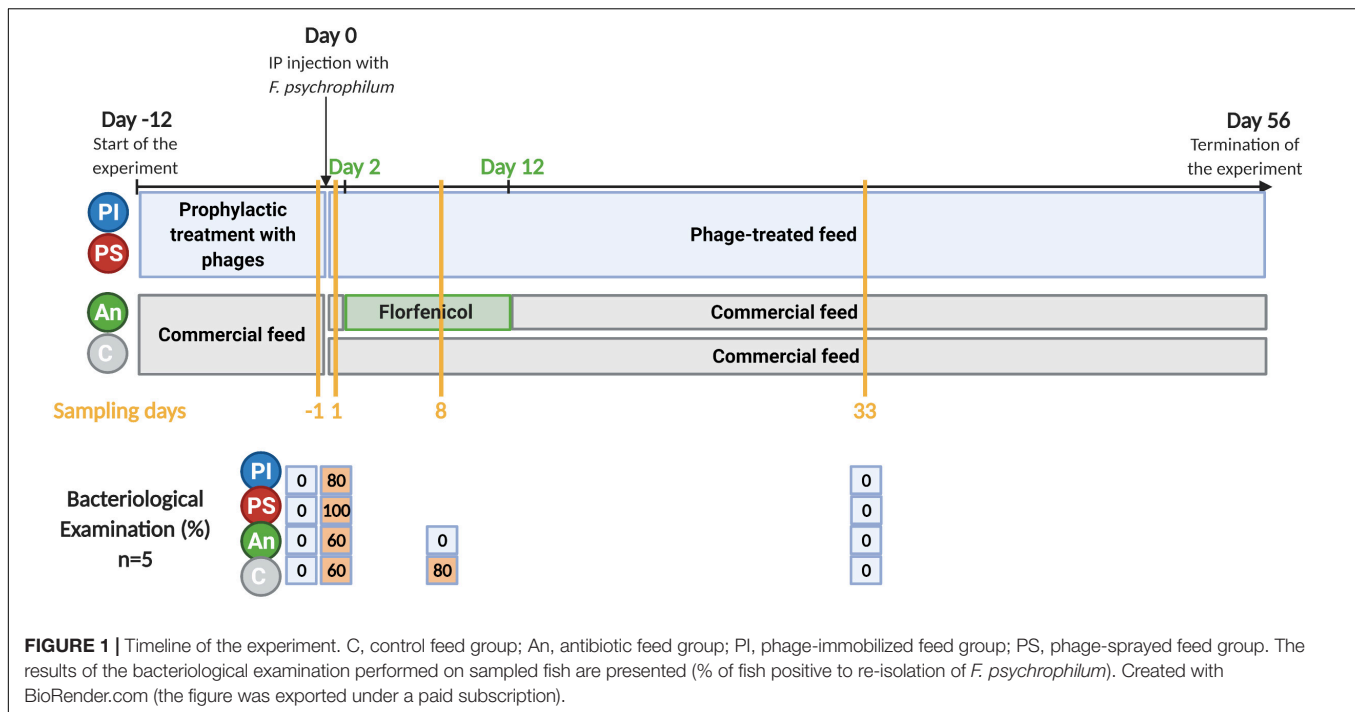 Day 0
IP injection with
F. psychrophilum
Day -12
Start of the
experiment
Day 2
Day 12
Day 56
Termination of
the experiment
PI
PS
Prophylactic
treatment with
phages
Phage-treated feed
An
C
Commercial feed
Florfenicol
Commercial feed
Commercial feed
Sampling days
-1 1 8 33
Bacteriological
Examination (%)
n=5
PI 0 80 0
PS 0 100 0
An 0 60 0 0
C 0 60 80 0
FIGURE 1 | Timeline of the experiment. C, control feed group; An, antibiotic feed group; PI, phage-immobilized feed group; PS, phage-sprayed feed group. The
results of the bacteriological examination performed on sampled fish are presented (% of fish positive to re-isolation of F. psychrophilum). Created with
BioRender.com (the figure was exported under a paid subscription).